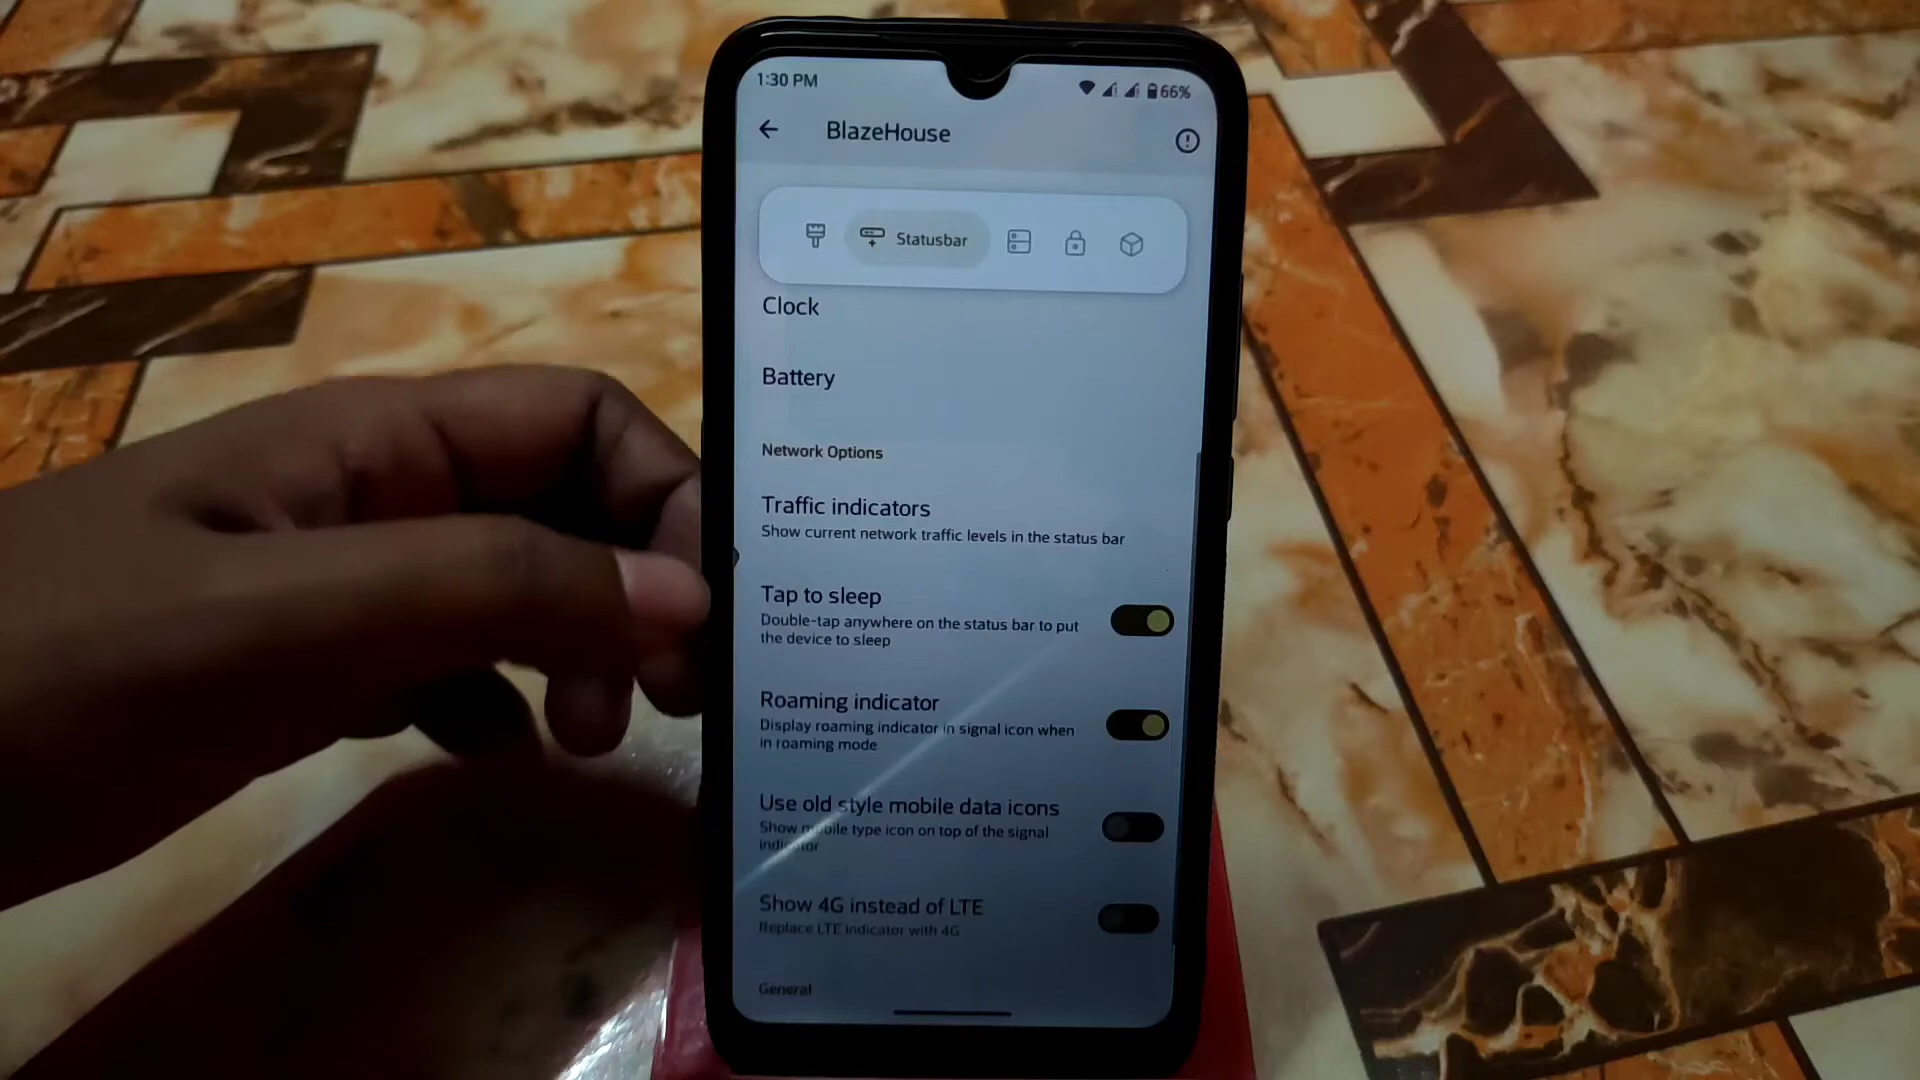 1:30 PM
66%
BlazeHouse
Statusbar
Clock
Battery
Network Options
Traffic indicators
Show current network traffic levels in the status bar
Tap to sleep
Double-tap anywhere on the status bar to put
the device to sleep
Roaming indicator
Display roaming indicator in signal icon when
in roaming mode
Use old style mobile data icons
Show mobile type icon on top of the signal
indicator
Show 4G instead of LTE
Replace LTE indicator with 4G
General